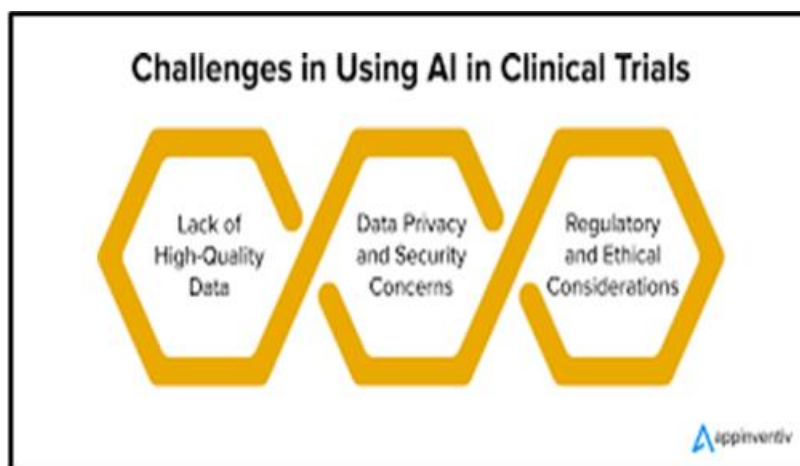 Challenges in Using AI in Clinical Trials
Lack of
High-Quality
Data
Data Privacy
and Security
Concerns
Regulatory
and Ethical
Considerations
appinventiv